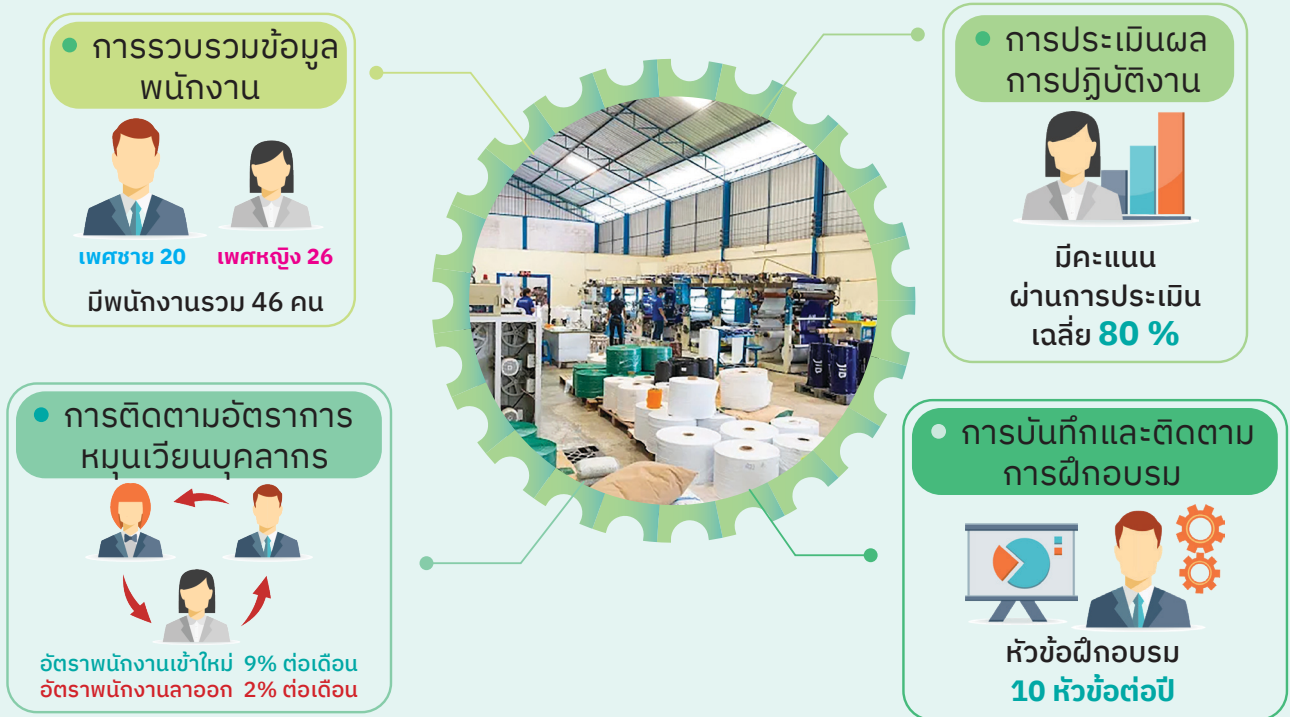 การรวบรวมข้อมูล
พนักงาน
เพศชาย 20 เพศหญิง 26
มีพนักงานรวม 46 คน
การประเมินผล
การปฏิบัติงาน
มีคะแนน
ผ่านการประเมิน
เฉลี่ย 80 %
การติดตามอัตราการ
หมุนเวียนบุคลากร
อัตราพนักงานเข้าใหม่ 9% ต่อเดือน
อัตราพนักงานลาออก 2% ต่อเดือน
การบันทึกและติดตาม
การฝึกอบรม
หัวข้อฝึกอบรม
10 หัวข้อต่อปี